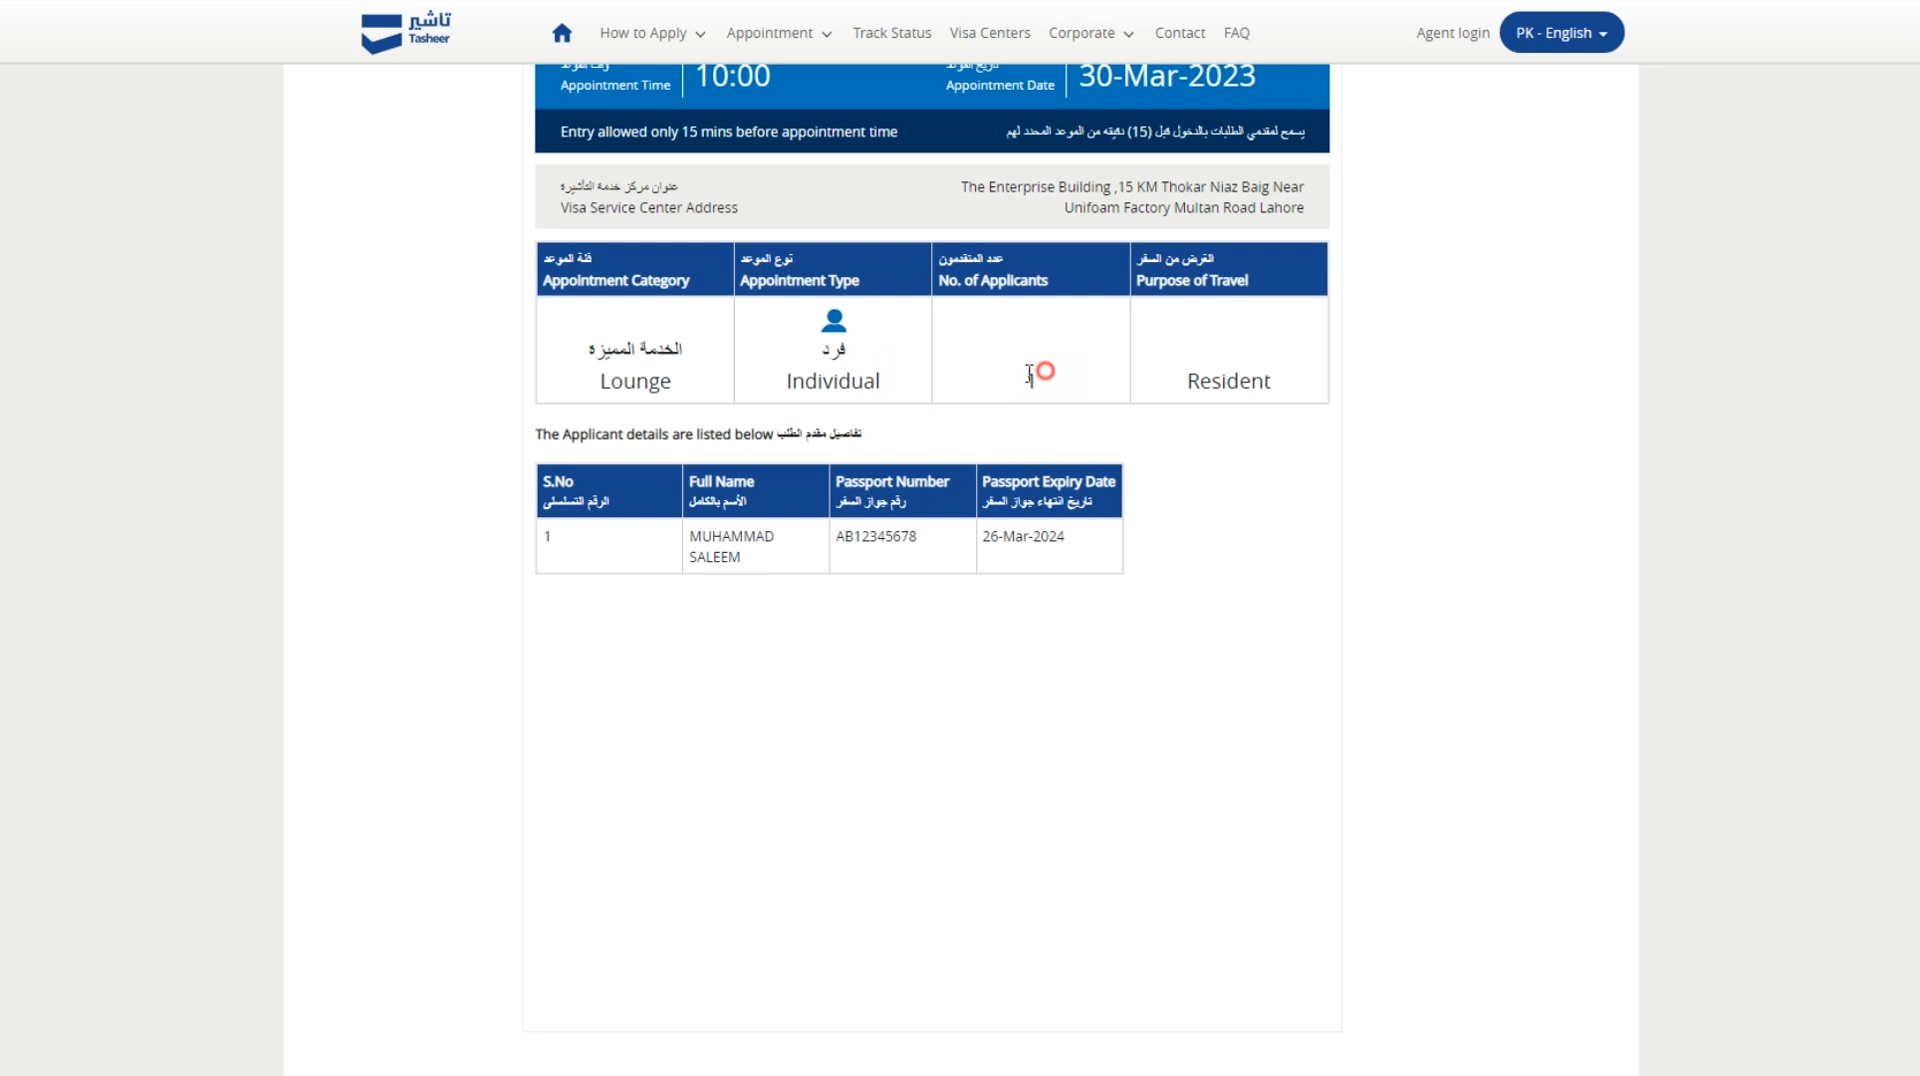 تاشير
Tasheer
How to Apply
Appointment
Track Status
Visa Centers
Corporate
Contact
FAQ
Agent login
PK - English
Appointment Time
10:00
تاريخ الموعد
Appointment Date
30-Mar-2023
Entry allowed only 15 mins before appointment time
يسمح لمقدمي الطلبات بالدخول قبل (15) دقيقه من الموعد المحدد لهم
عنوان مركز خدمة التأشيرة
Visa Service Center Address
The Enterprise Building ,15 KM Thokar Niaz Baig Near
Unifoam Factory Multan Road Lahore
فئة الموعد
Appointment Category
نوع الموعد
Appointment Type
عدد المتقدمون
No. of Applicants
الغرض من السفر
Purpose of Travel
الخدمة المميزة
Lounge
فرد
Individual
Resident
The Applicant details are listed below تفاصيل مقدم الطلب
S.No
الرقم التسلسلي
Full Name
الأسم بالكامل
Passport Number
رقم جواز السفر
Passport Expiry Date
تاريخ انتهاء جواز السفر
1
MUHAMMAD
SALEEM
AB12345678
26-Mar-2024